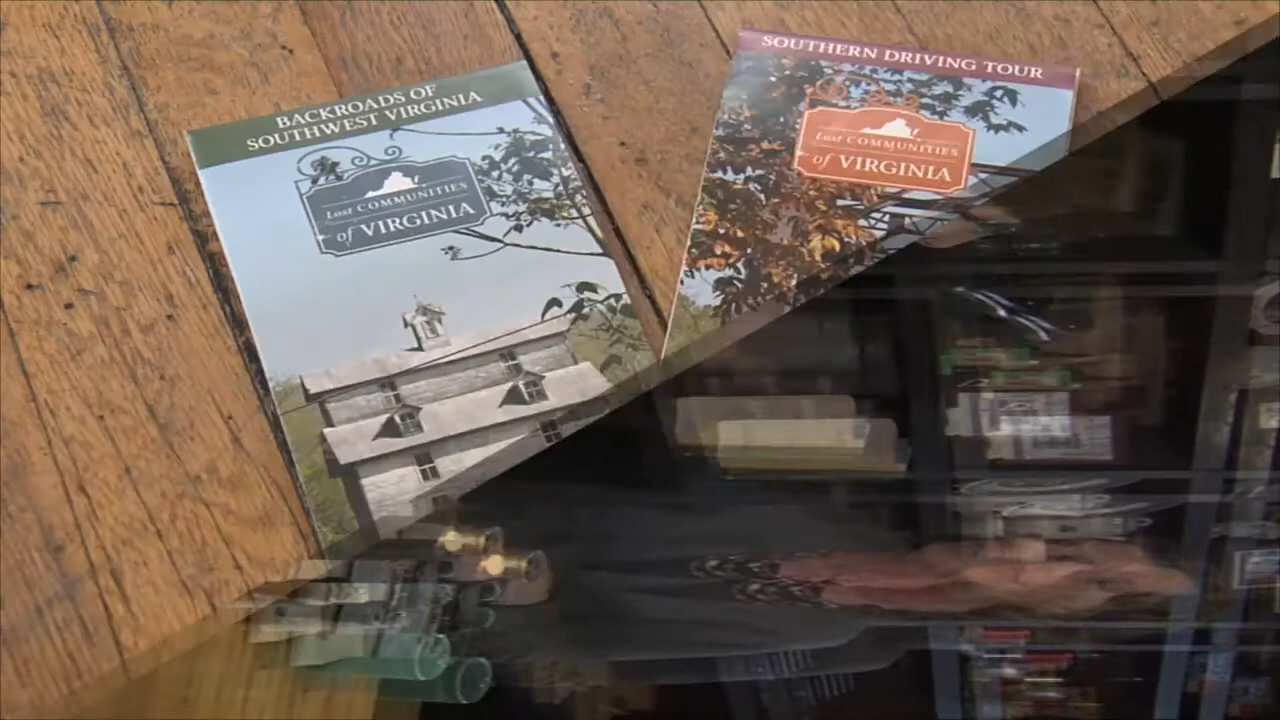 BACKROADS OF
SOUTHWEST VIRGINIA
Lost COMMUNITIES
of VIRGINIA
SOUTHERN DRIVING TOUR
Lost COMMUNITIES
of VIRGINIA